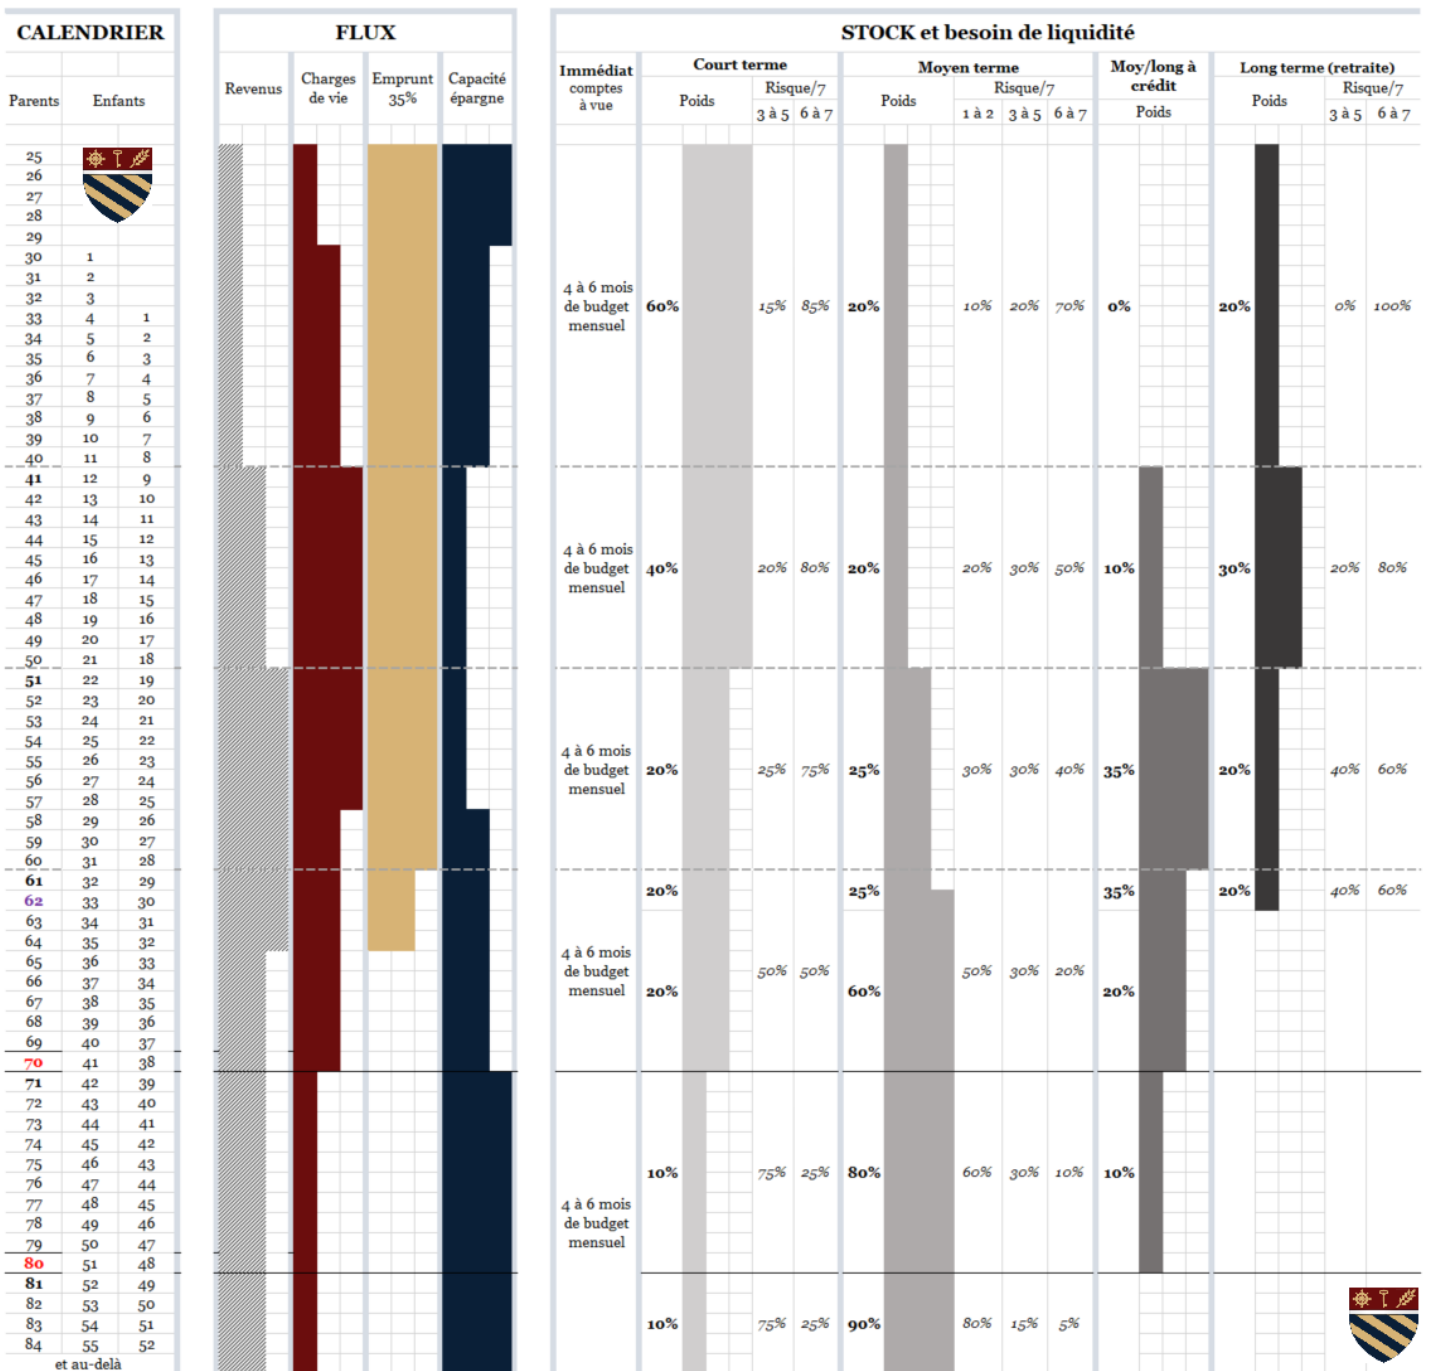 CALENDRIER FLUX STOCK et besoin de liquidité
Immédiat comptes à vue Court terme Moyen terme Moy/long à crédit Long terme (retraite)
Parents Enfants Revenus Charges de vie Emprunt 35% Capacité épargne Poids Risque/7 Poids Risque/7 Poids Poids Risque/7
3 à 5 6 à 7 1 à 2 3 à 5 6 à 7 3 à 5 6 à 7
25
26
27
28
29
30 1
31 2
32 3
33 4 1
34 5 2
35 6 3
36 7 4
37 8 5
38 9 6
39 10 7
40 11 8
4 à 6 mois de budget mensuel 60% 15% 85% 20% 10% 20% 70% 0% 20% 0% 100%
41 12 9
42 13 10
43 14 11
44 15 12
45 16 13
46 17 14
47 18 15
48 19 16
49 20 17
50 21 18
4 à 6 mois de budget mensuel 40% 20% 80% 20% 20% 30% 50% 10% 30% 20% 80%
51 22 19
52 23 20
53 24 21
54 25 22
55 26 23
56 27 24
57 28 25
58 29 26
59 30 27
60 31 28
4 à 6 mois de budget mensuel 20% 25% 75% 25% 30% 30% 40% 35% 20% 40% 60%
61 32 29
62 33 30
20% 25% 35% 20% 40% 60%
63 34 31
64 35 32
65 36 33
66 37 34
67 38 35
68 39 36
69 40 37
70 41 38
4 à 6 mois de budget mensuel 20% 50% 50% 60% 50% 30% 20% 20%
71 42 39
72 43 40
73 44 41
74 45 42
75 46 43
76 47 44
77 48 45
78 49 46
79 50 47
80 51 48
10% 75% 25% 80% 60% 30% 10% 10%
4 à 6 mois de budget mensuel
81 52 49
82 53 50
83 54 51
84 55 52
10% 75% 25% 90% 80% 15% 5%
et au-delà